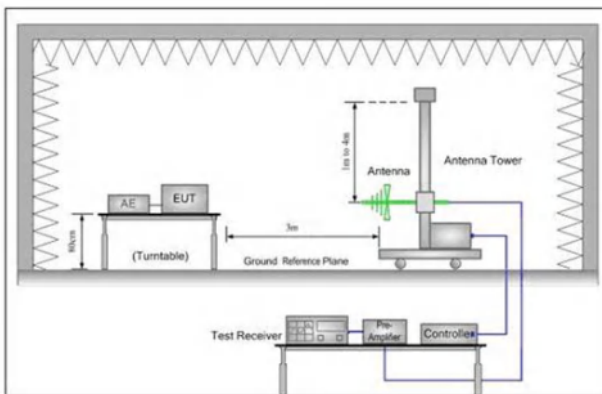 1m to 4m
Antenna
Antenna Tower
AE
EUT
80cm
(Turntable)
3m
Ground Reference Plane
Test Receiver
Pre-
Amplifier
Controller